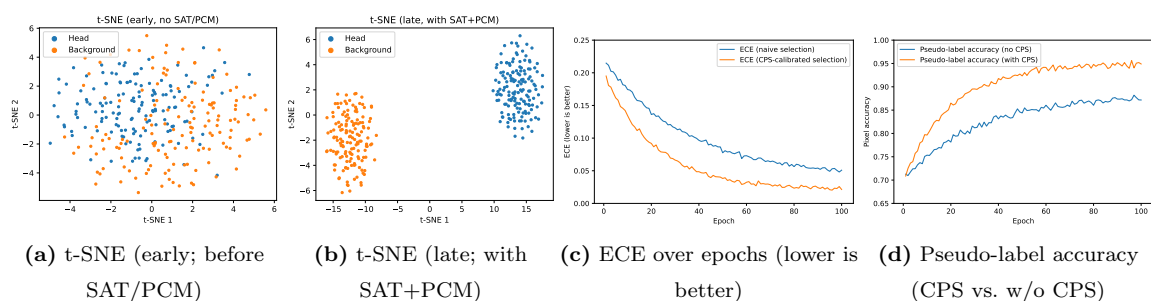 t-SNE (early, no SAT/PCM)
Head
Background
6
4
2
0
−2
−4
t-SNE 2
−4
−2
0
2
4
6
t-SNE 1
t-SNE (late, with SAT+PCM)
Head
Background
6
4
2
0
−2
−4
−6
t-SNE 2
−15
−10
−5
0
5
10
15
t-SNE 1
ECE (naive selection)
ECE (CPS-calibrated selection)
0.25
0.20
0.15
0.10
0.05
0.00
ECE (lower is better)
0
20
40
60
80
100
Epoch
Pseudo-label accuracy (no CPS)
Pseudo-label accuracy (with CPS)
1.00
0.95
0.90
0.85
0.80
0.75
0.70
0.65
Pixel accuracy
0
20
40
60
80
100
Epoch
(a) t-SNE (early; before
SAT/PCM)
(b) t-SNE (late; with
SAT+PCM)
(c) ECE over epochs (lower is
better)
(d) Pseudo-label accuracy
(CPS vs. w/o CPS)